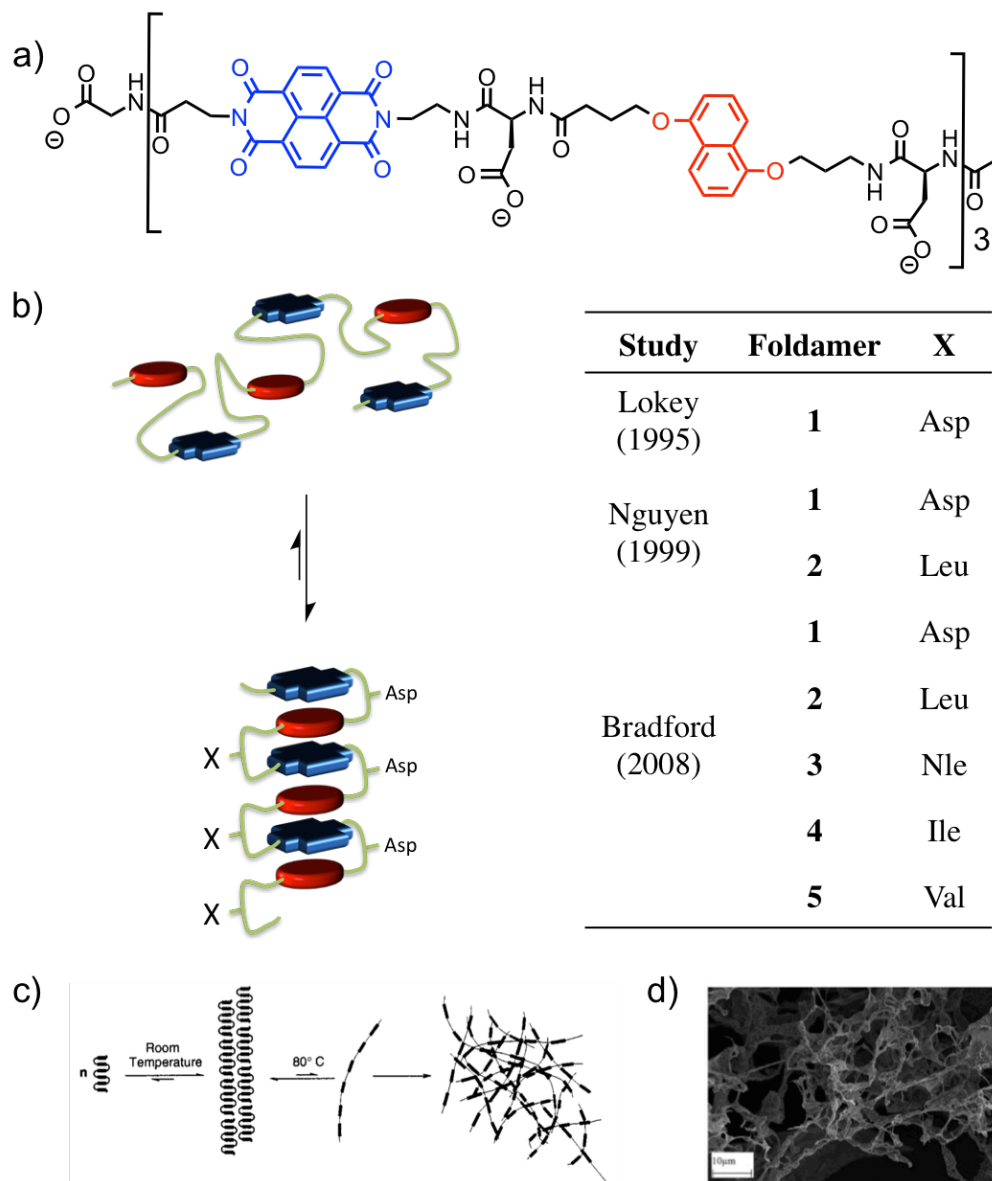 a)
O
O
⊖
H
N
O
O
O
N
O
O
N
O
N
H
O
H
N
O
O
⊖
O
O
O
N
H
O
H
N
O
O
⊖
O
3
b)
Asp
X
Asp
X
Asp
X
Study Foldamer X
Lokey
(1995)
1 Asp
Nguyen
(1999)
1 Asp
2 Leu
Bradford
(2008)
1 Asp
2 Leu
3 Nle
4 Ile
5 Val
c)
n
Room
Temperature
80° C
d)
10µm